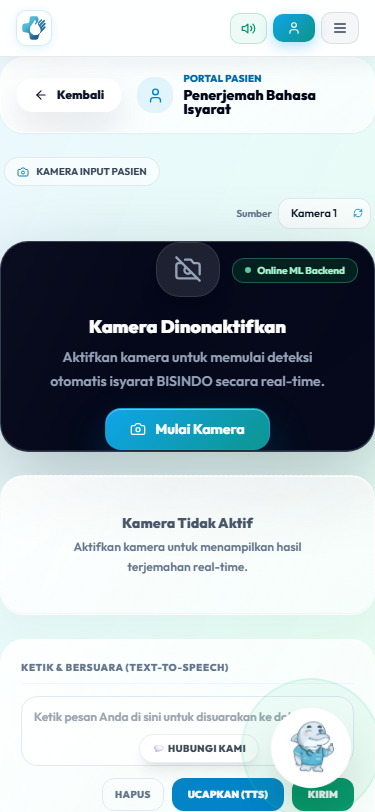 PORTAL PASIEN
Kembali
Penerjemah Bahasa
Isyarat
KAMERA INPUT PASIEN
Sumber
Kamera 1
Online ML Backend
Kamera Dinonaktifkan
Aktifkan kamera untuk memulai deteksi
otomatis isyarat BISINDO secara real-time.
Mulai Kamera
Kamera Tidak Aktif
Aktifkan kamera untuk menampilkan hasil
terjemahan real-time.
KETIK & BERSUARA (TEXT-TO-SPEECH)
Ketik pesan Anda di sini untuk disuarakan ke
HUBUNGI KAMI
HAPUS
UCAPKAN (TTS)
KIRIM